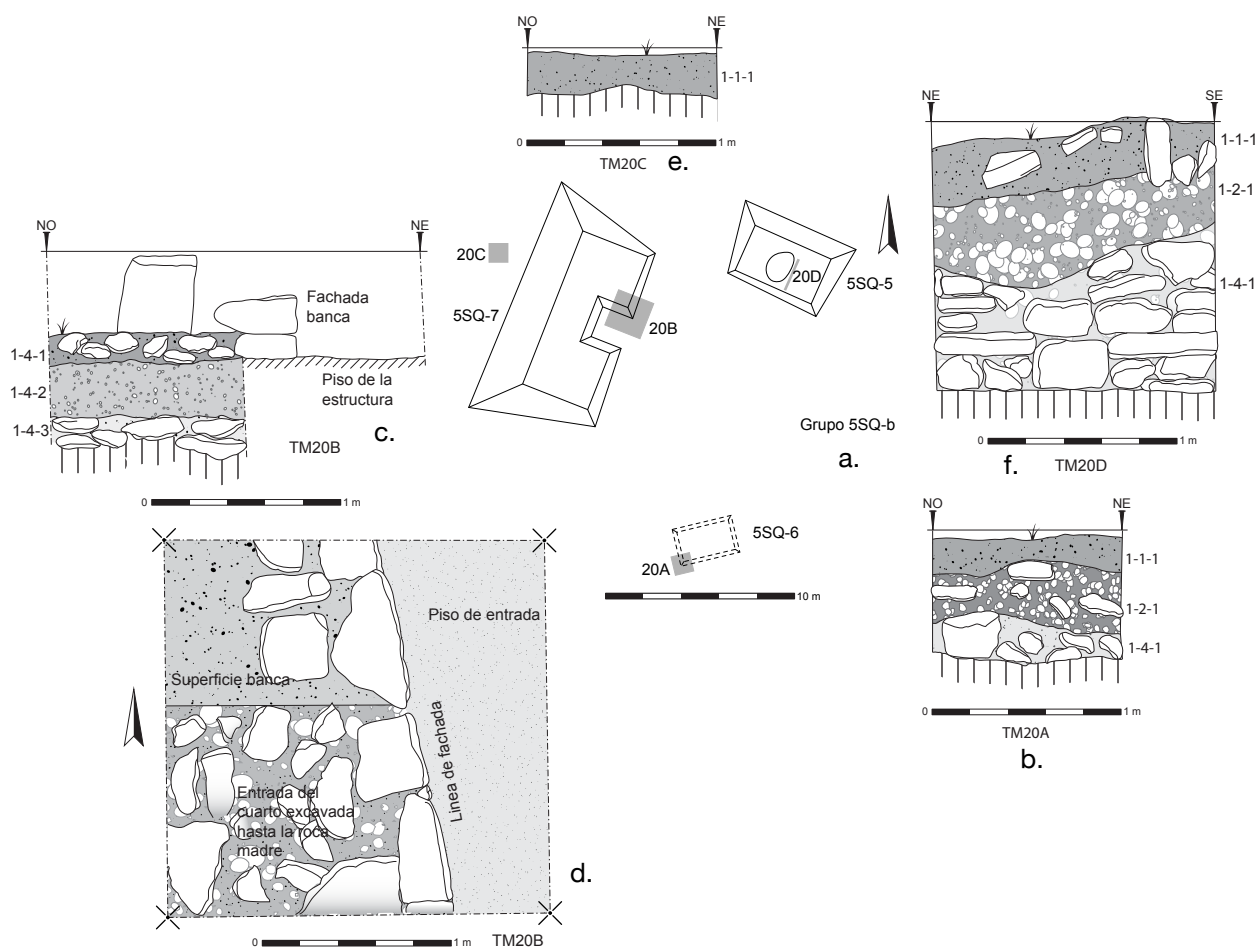 NO
NE
1-1-1
0
1 m
TM20C
e.
NE
SE
1-1-1
1-2-1
1-4-1
0
1 m
f.
TM20D
NO
NE
Fachada
banca
1-4-1
1-4-2
Piso de la
estructura
1-4-3
TM20B
c.
0
1 m
20C
5SQ-7
20B
20D
5SQ-5
Grupo 5SQ-b
a.
5SQ-6
20A
10 m
NO
NE
1-1-1
1-2-1
1-4-1
0
1 m
TM20A
b.
Piso de entrada
Superficie banca
Línea de fachada
Entrada del
cuarto excavada
hasta la roca
madre
d.
0
1 m
TM20B